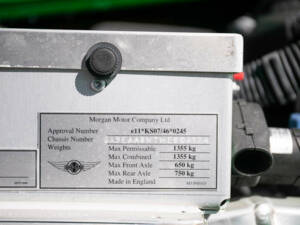 Morgan Motor Company Ltd
Approval Number e11*KS07/46*0245
Chassis Number
Weights
Max Permissable 1355 kg
Max Combined 1355 kg
Max Front Axle 650 kg
Max Rear Axle 750 kg
Made in England